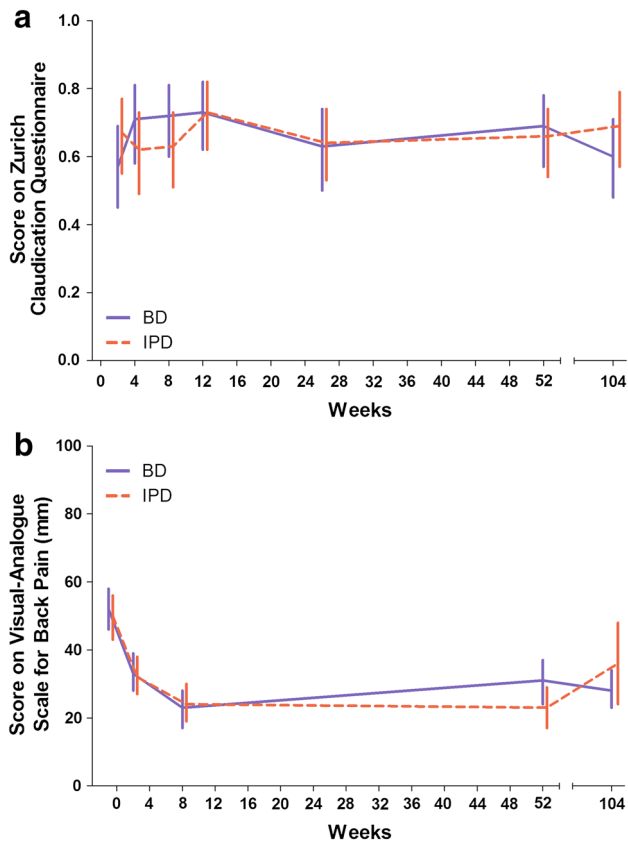 a
Score on Zurich
Claudication Questionnaire
1.0
0.8
0.6
0.4
0.2
0.0
BD
IPD
0 4 8 12 16 20 24 28 32 36 40 44 48 52 104
Weeks
b
Score on Visual-Analogue
Scale for Back Pain (mm)
100
80
60
40
20
0
BD
IPD
0 4 8 12 16 20 24 28 32 36 40 44 48 52 104
Weeks